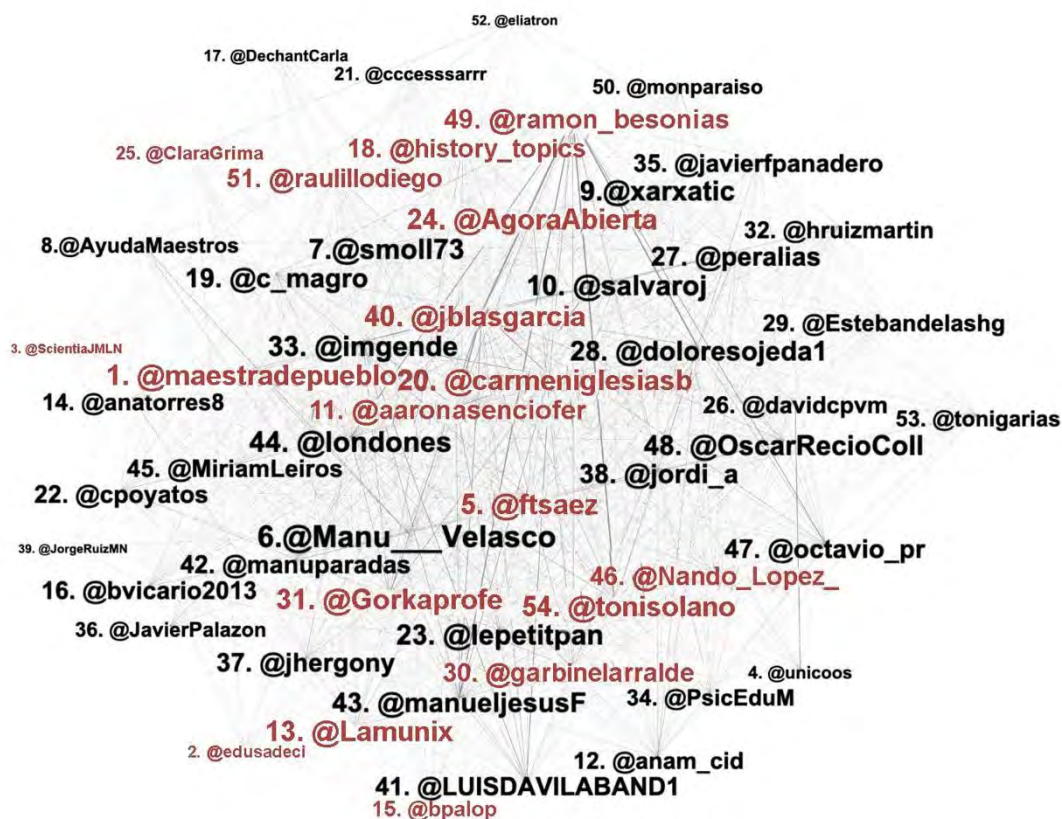 52. @eliatron
17. @DechantCarla
21. @cccesssarrr
50. @monparaiso
49. @ramon_besonias
25. @ClaraGrima
18. @history_topics
35. @javierfpanadero
51. @raulillodiego
9.@xarxatic
24. @AgoraAbierta
32. @hruizmartin
8.@AyudaMaestros
7.@smoll73
27. @peralias
19. @c_magro
10. @salvaroj
40. @jblasgarcia
29. @Estebandelashg
33. @imgende
28. @doloresojeda1
3. @ScientiaJMLN
1. @maestradepueblo
20. @carmeniglesiasb
14. @anatorres8
11. @aaronasenciofer
26. @davidcpvm
53. @tonigarias
44. @londones
48. @OscarRecioColl
45. @MiriamLeiros
38. @jordi_a
22. @cpoyatos
5. @ftsaez
6.@Manu___Velasco
39. @JorgeRuizMN
47. @octavio_pr
42. @manuparadas
46. @Nando_Lopez_
16. @bvicario2013
31. @Gorkaprofe
54. @tonisolano
36. @JavierPalazon
23. @lepetitpan
37. @jhergony
30. @garbinelarralde
4. @unicoos
43. @manueljesusF
34. @PsicEduM
13. @Lamunix
2. @edusadeci
12. @anam_cid
41. @LUISDAVILABAND1
15. @bpalop